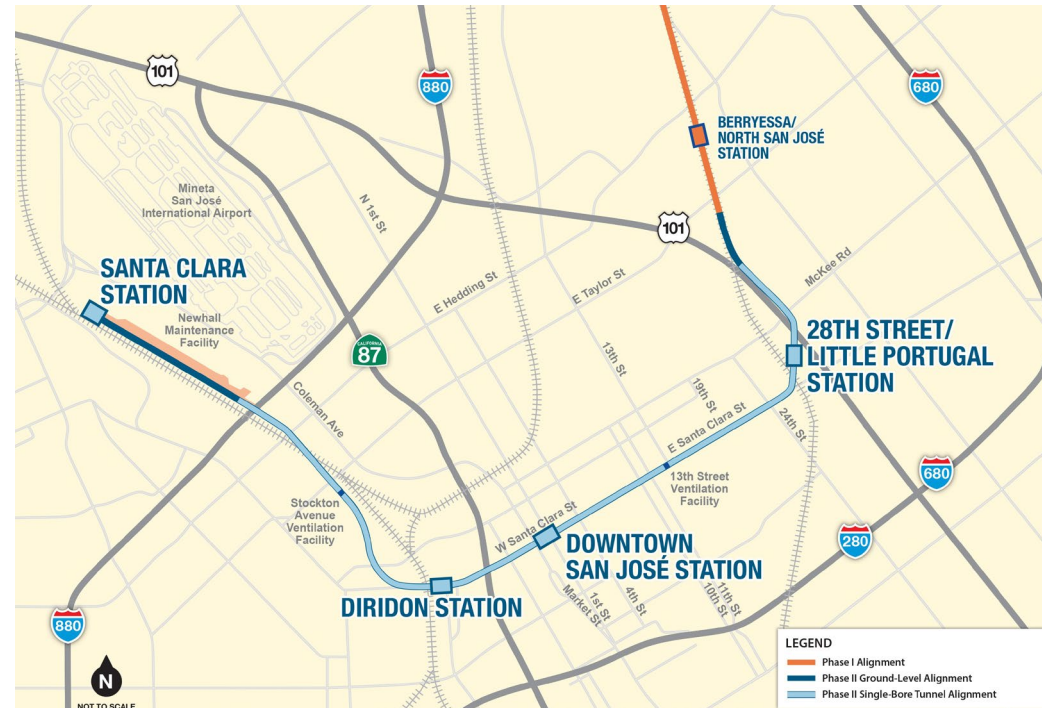 101
880
680
BERRYESSA/
NORTH SAN JOSÉ
STATION
Mineta
San José
International Airport
N 1st St
101
McKee Rd
SANTA CLARA
STATION
E Hedding St
E Taylor St
Newhall
Maintenance
Facility
CALIFORNIA
87
28TH STREET/
LITTLE PORTUGAL
STATION
13th St
19th St
Coleman Ave
24th St
E Santa Clara St
680
Stockton
Avenue
Ventilation
Facility
13th Street
Ventilation
Facility
W Santa Clara St
280
DOWNTOWN
SAN JOSÉ STATION
DIRIDON STATION
Market St
1st St
4th St
10th St
11th St
880
N
NOT TO SCALE
LEGEND
Phase I Alignment
Phase II Ground-Level Alignment
Phase II Single-Bore Tunnel Alignment